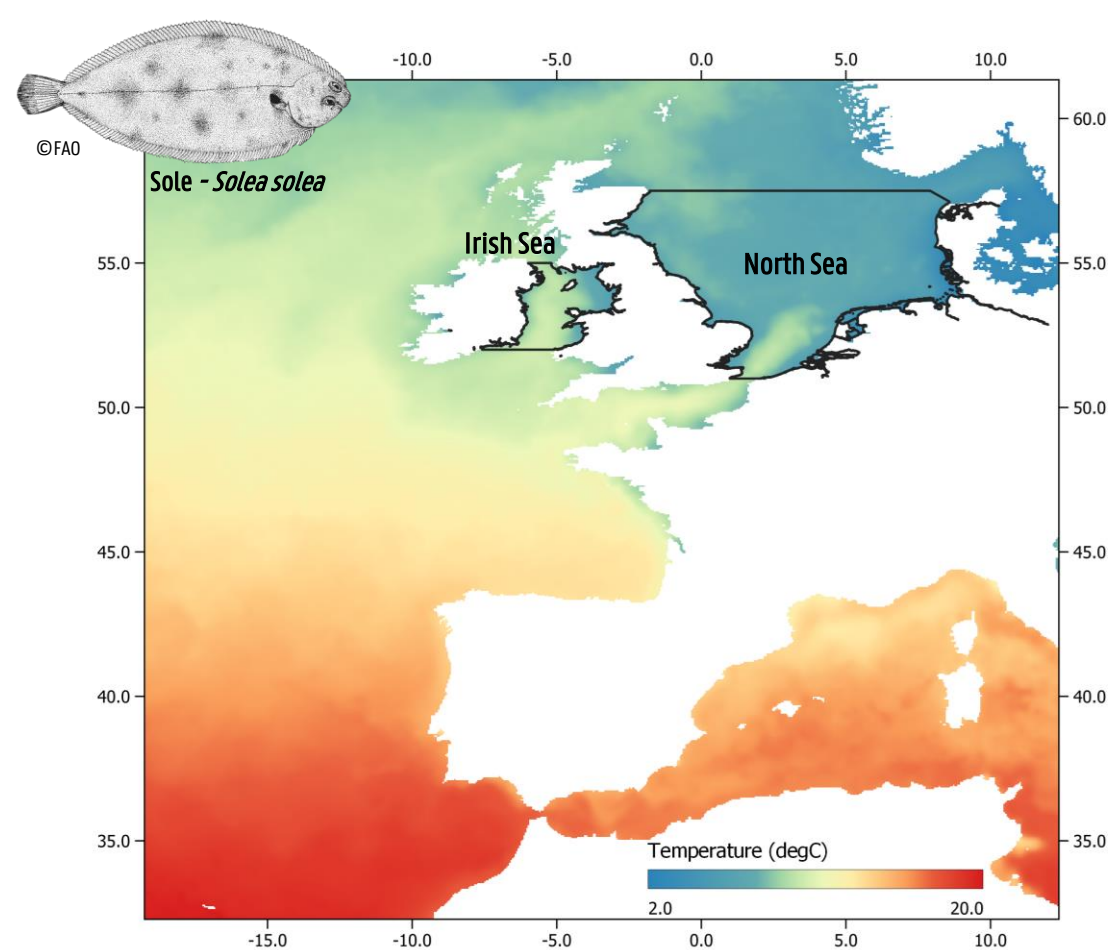 -10.0 -5.0 0.0 5.0 10.0
©FAO
Sole - Solea solea
60.0
Irish Sea
North Sea
55.0 55.0
50.0 50.0
45.0 45.0
40.0 40.0
35.0 35.0
Temperature (degC)
2.0 20.0
-15.0 -10.0 -5.0 0.0 5.0 10.0